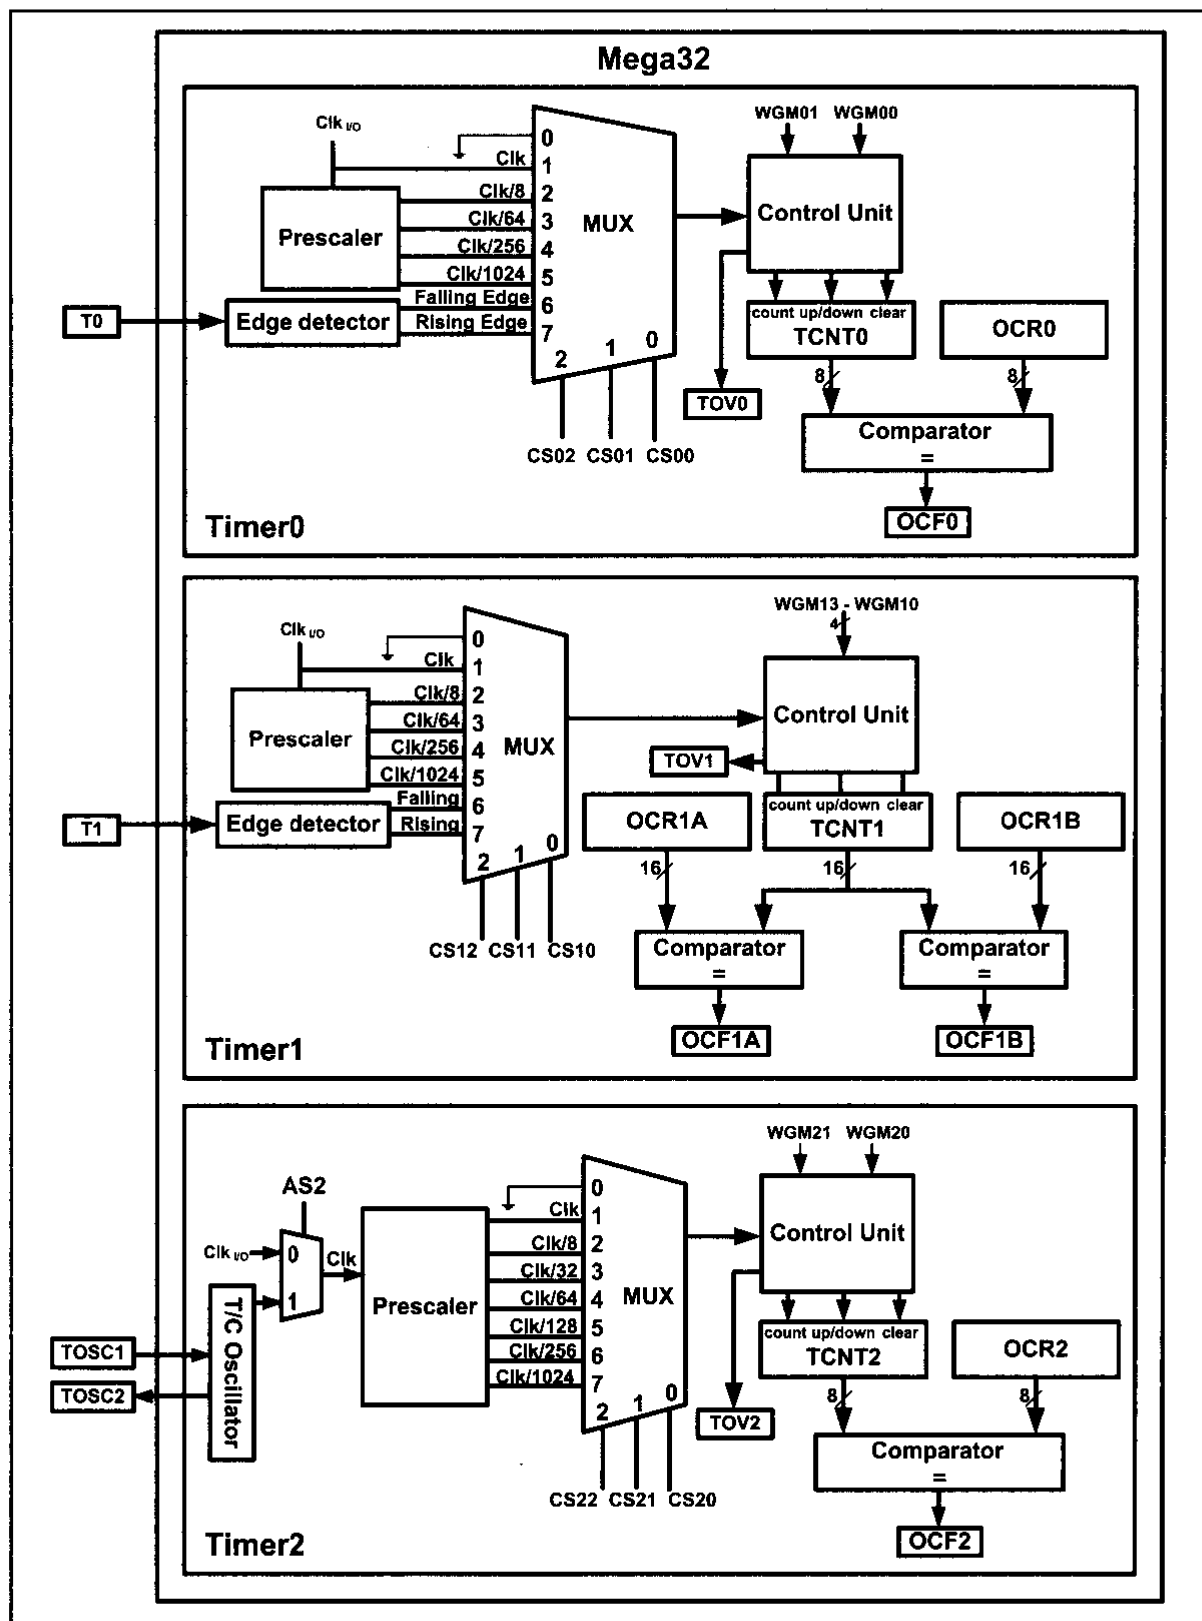 Mega32
WGM01 WGM00
Clk I/O
0
Clk 1
Clk/8 2
Clk/64 3
Clk/256 4
Clk/1024 5
Falling Edge 6
Rising Edge 7
Prescaler
MUX
Control Unit
T0
Edge detector
2 1 0
count up/down clear
TCNT0
OCR0
8 8
TOV0
Comparator
=
CS02 CS01 CS00
OCF0
Timer0
WGM13 - WGM10
4
Clk I/O
0
Clk 1
Clk/8 2
Clk/64 3
Clk/256 4
Clk/1024 5
Falling 6
Rising 7
Prescaler
MUX
Control Unit
TOV1
T1
Edge detector
2 1 0
OCR1A
count up/down clear
TCNT1
OCR1B
16 16 16
CS12 CS11 CS10
Comparator
=
Comparator
=
OCF1A
OCF1B
Timer1
WGM21 WGM20
AS2
Clk I/O 0
1
Clk
T/C Oscillator
Prescaler
0
Clk 1
Clk/8 2
Clk/32 3
Clk/64 4
Clk/128 5
Clk/256 6
Clk/1024 7
MUX
Control Unit
TOSC1
TOSC2
2 1 0
count up/down clear
TCNT2
OCR2
8 8
TOV2
Comparator
=
CS22 CS21 CS20
OCF2
Timer2